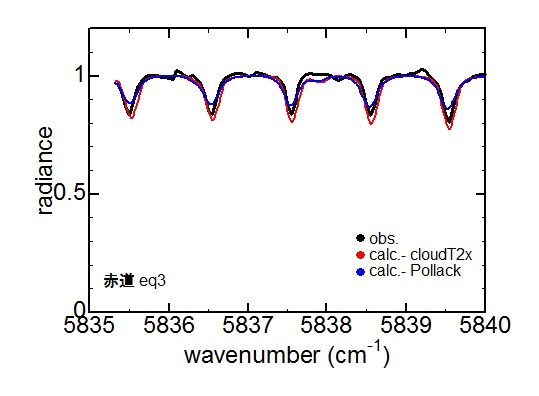 1
0.5
0
radiance
obs.
calc.- cloudT2x
calc.- Pollack
赤道 eq3
5835 5836 5837 5838 5839 5840
wavenumber (cm⁻¹)